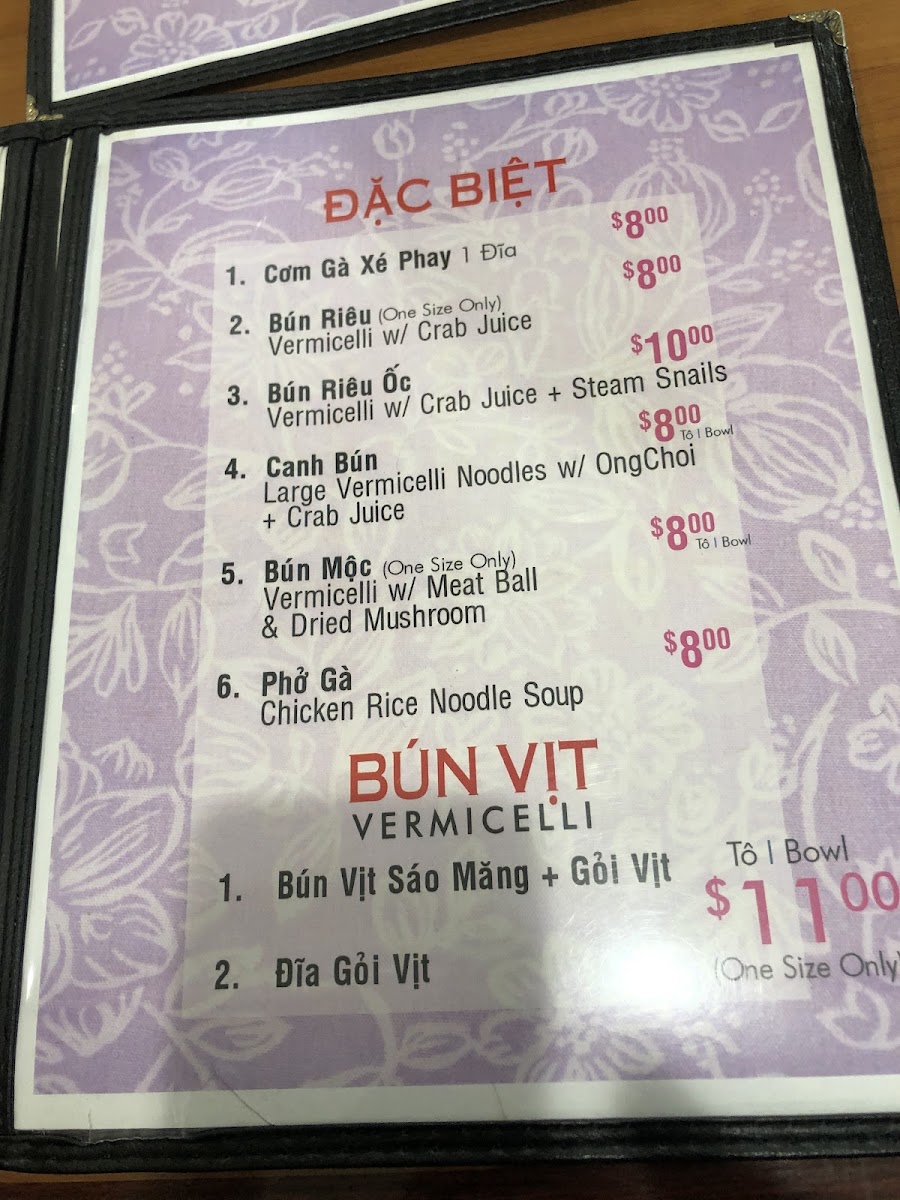 ĐẶC BIỆT
1. Cơm Gà Xé Phay 1 Đĩa $8.00
2. Bún Riêu (One Size Only) $8.00
Vermicelli w/ Crab Juice
3. Bún Riêu Ốc $10.00
Vermicelli w/ Crab Juice + Steam Snails
4. Canh Bún $8.00 Tô | Bowl
Large Vermicelli Noodles w/ OngChoi
+ Crab Juice
5. Bún Mộc (One Size Only) $8.00 Tô | Bowl
Vermicelli w/ Meat Ball
& Dried Mushroom
6. Phở Gà $8.00
Chicken Rice Noodle Soup
BÚN VỊT
VERMICELLI
Tô | Bowl
1. Bún Vịt Sáo Măng + Gỏi Vịt $11.00
2. Đĩa Gỏi Vịt (One Size Only)